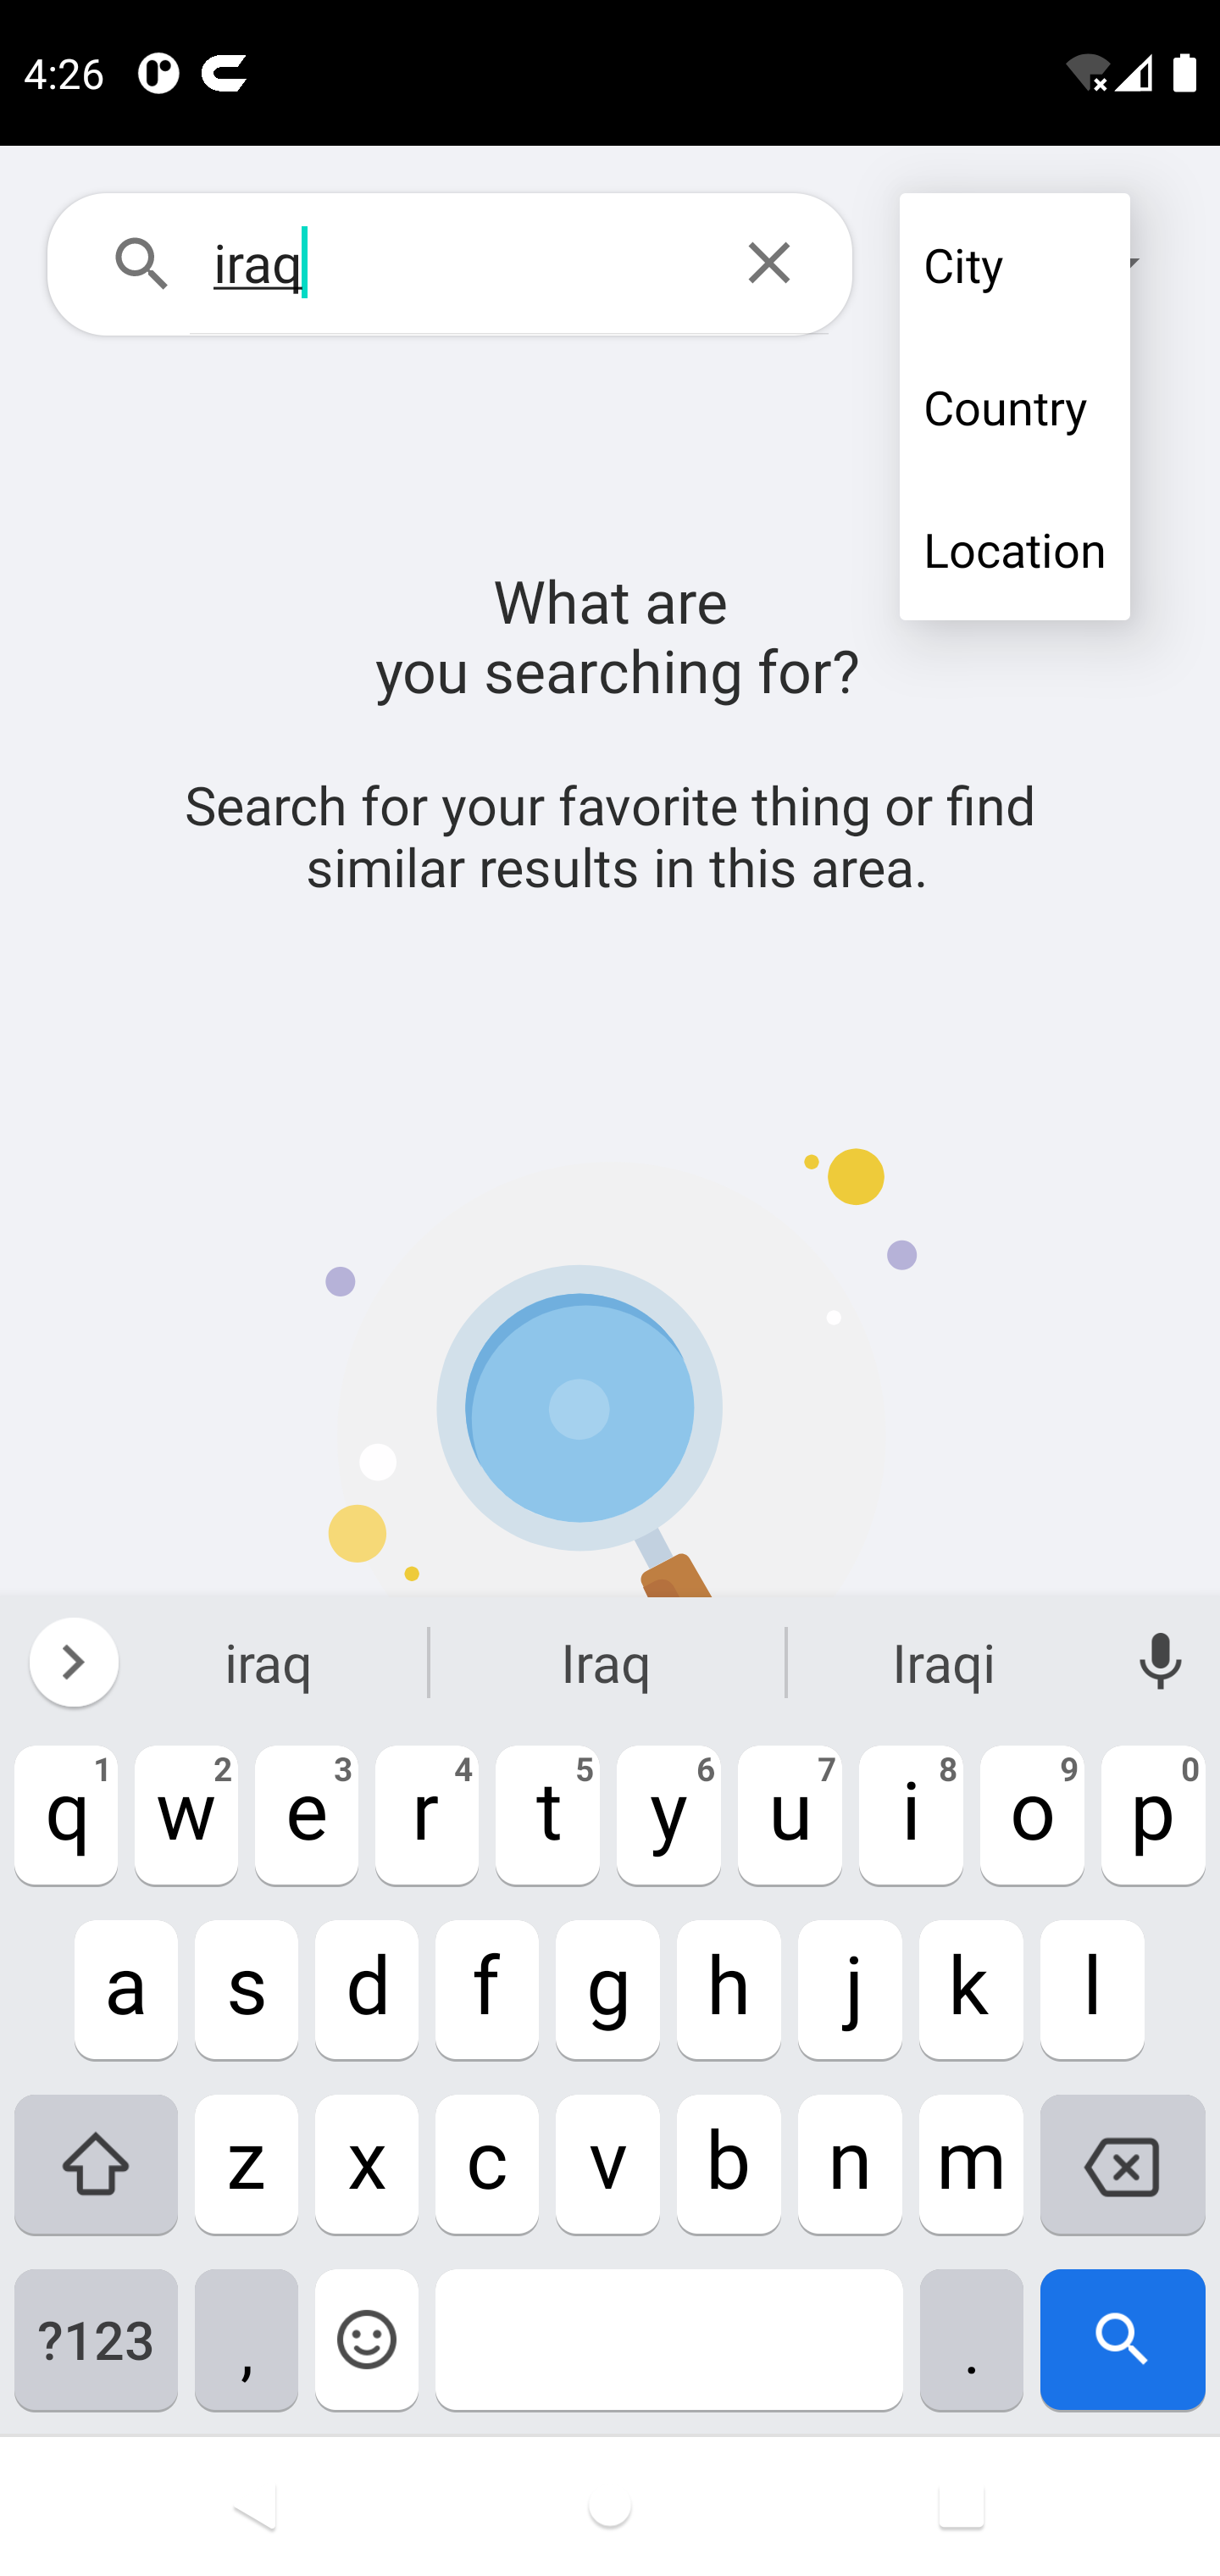 4:26
iraq
City
Country
Location
What are
you searching for?
Search for your favorite thing or find
similar results in this area.
iraq Iraq Iraqi
1 2 3 4 5 6 7 8 9 0
q w e r t y u i o p
a s d f g h j k l
z x c v b n m
?123 , .